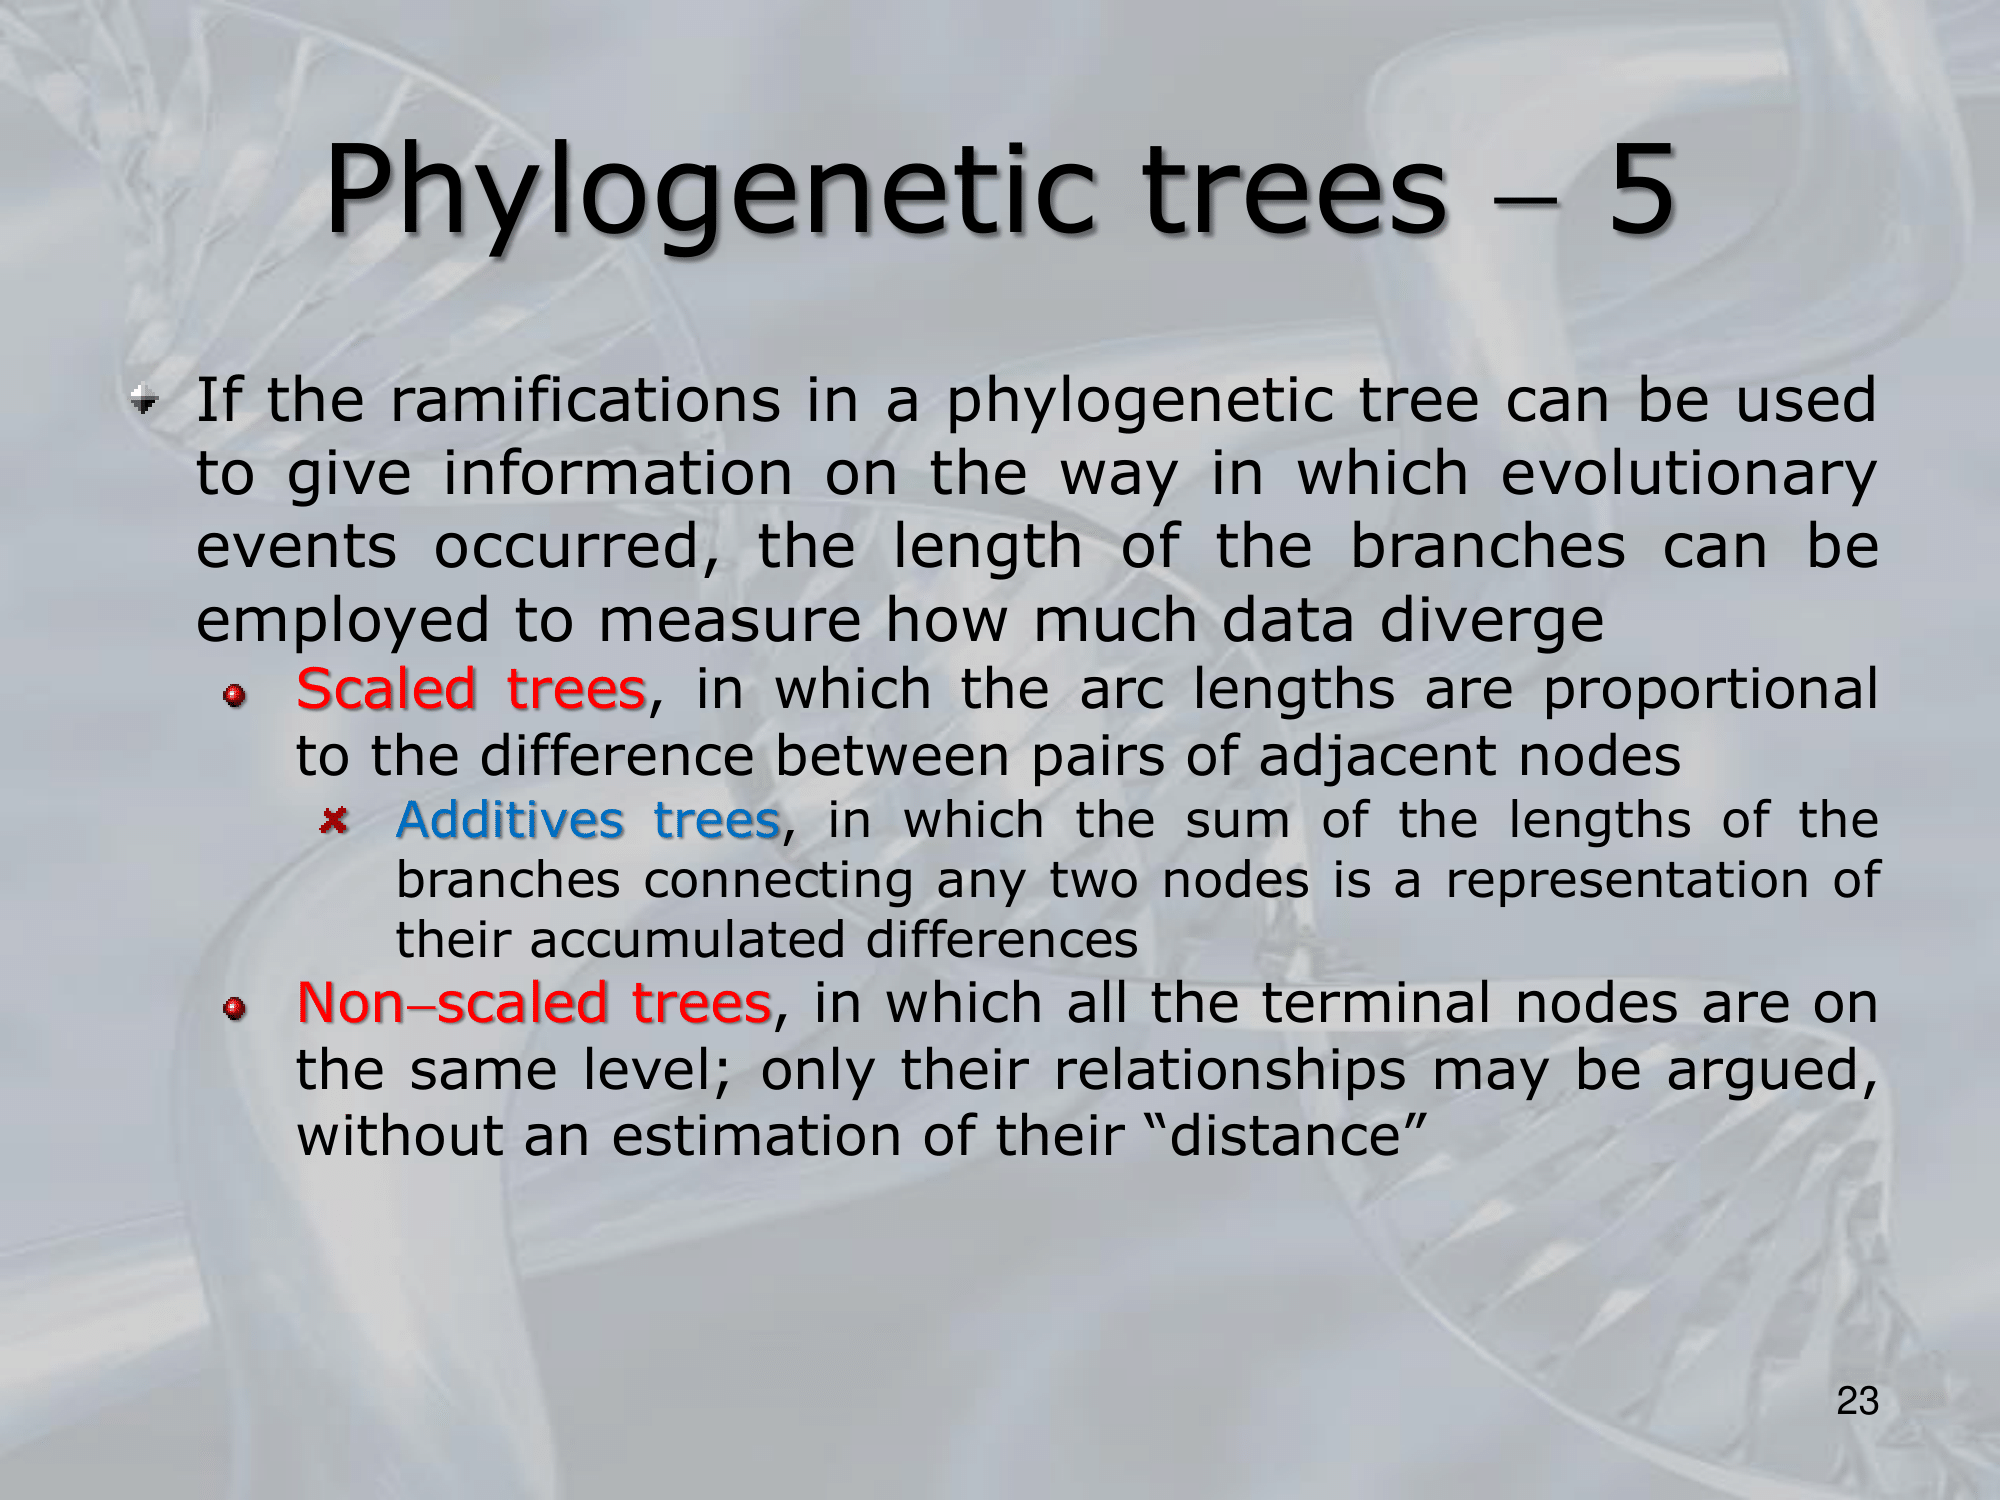 Phylogenetic trees – 5
If the ramifications in a phylogenetic tree can be used
to give information on the way in which evolutionary
events occurred, the length of the branches can be
employed to measure how much data diverge
Scaled trees, in which the arc lengths are proportional
to the difference between pairs of adjacent nodes
Additives trees, in which the sum of the lengths of the
branches connecting any two nodes is a representation of
their accumulated differences
Non–scaled trees, in which all the terminal nodes are on
the same level; only their relationships may be argued,
without an estimation of their “distance”
23